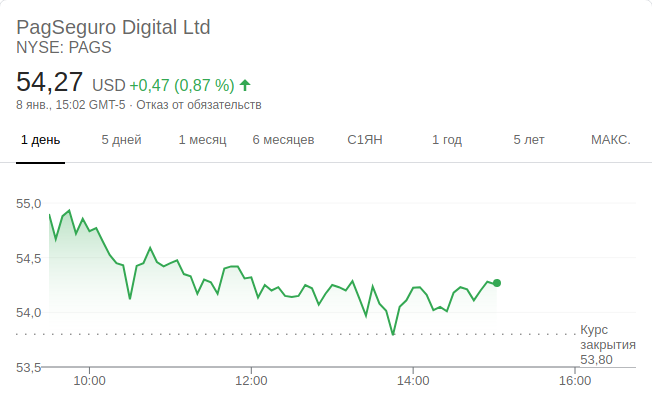 PagSeguro Digital Ltd
NYSE: PAGS
54,27 USD +0,47 (0,87 %)
8 янв., 15:02 GMT-5 · Отказ от обязательств
1 день 5 дней 1 месяц 6 месяцев С1ЯН 1 год 5 лет МАКС.
55,0
54,5
54,0
Курс
закрытия
53,80
53,5
10:00 12:00 14:00 16:00